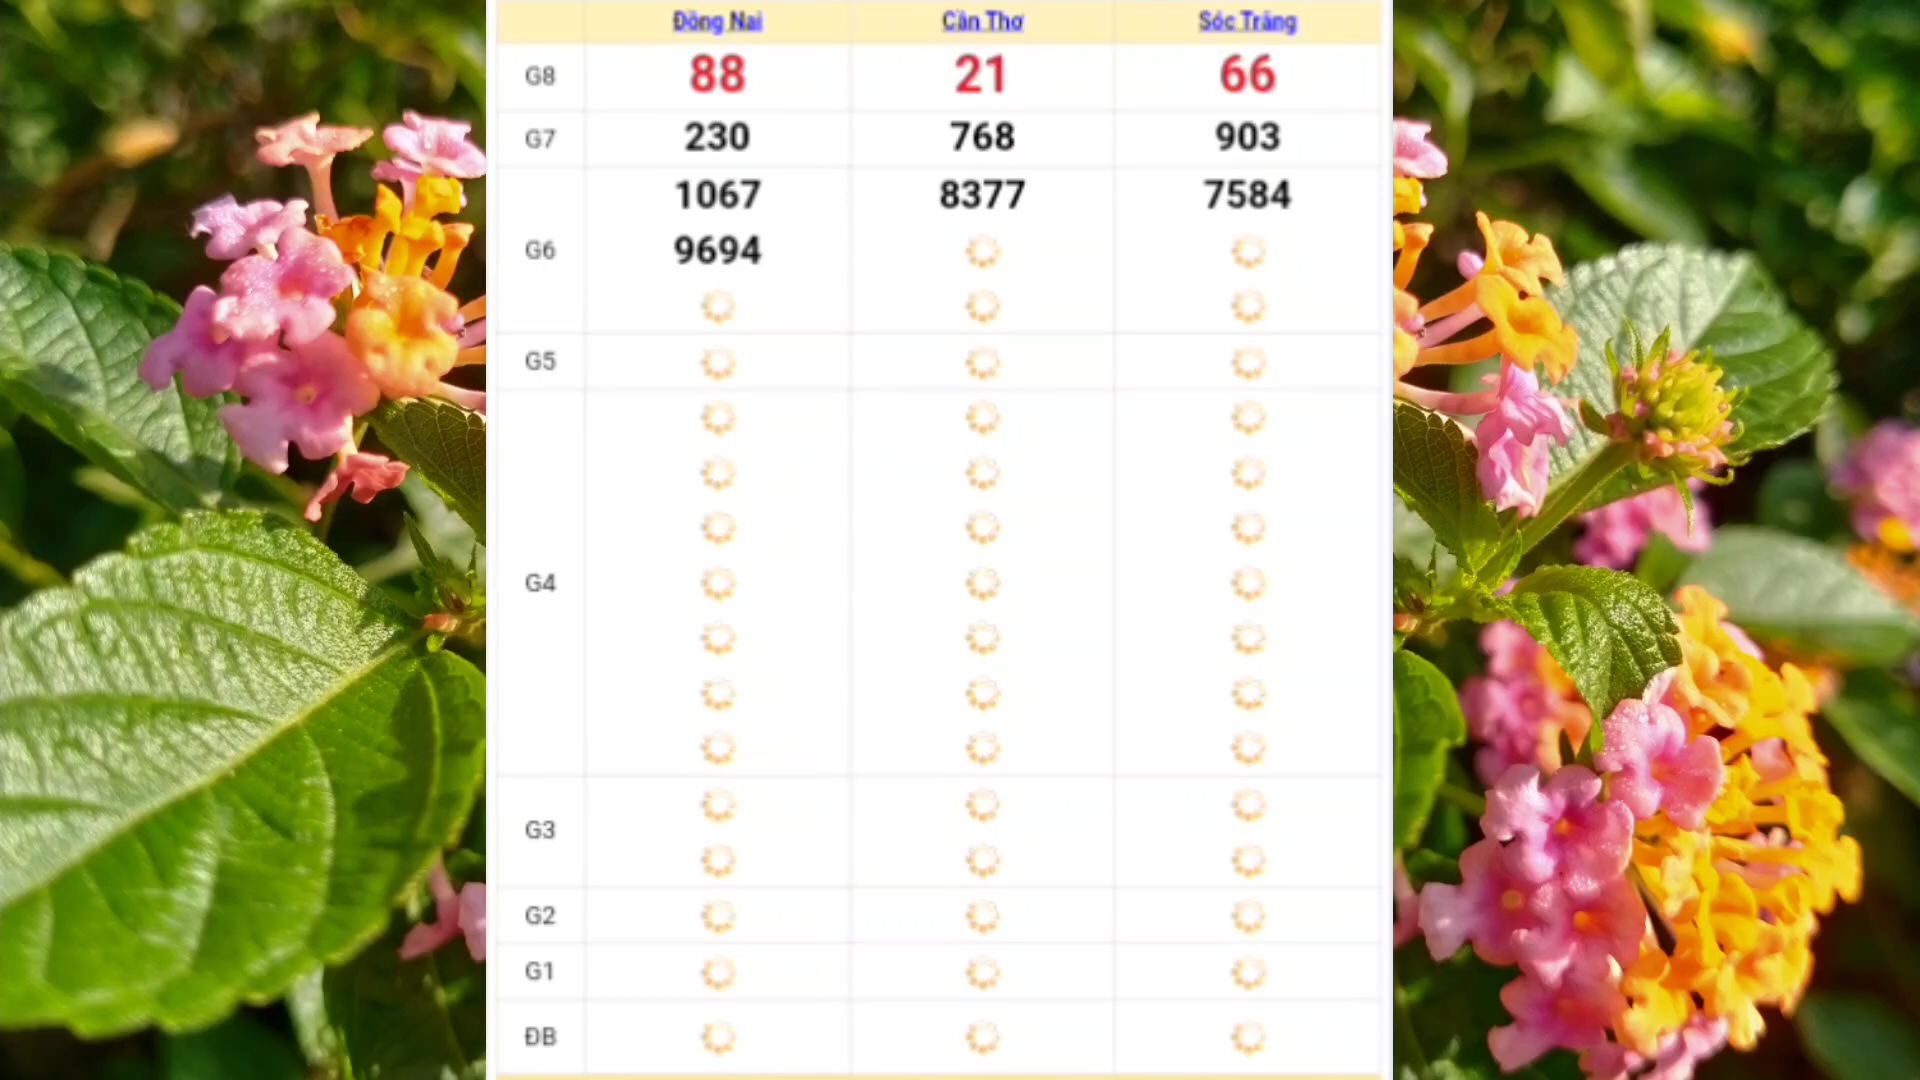 Đồng Nai Cần Thơ Sóc Trăng
G8 88 21 66
G7 230 768 903
1067 8377 7584
G6 9694
G5
G4
G3
G2
G1
ĐB